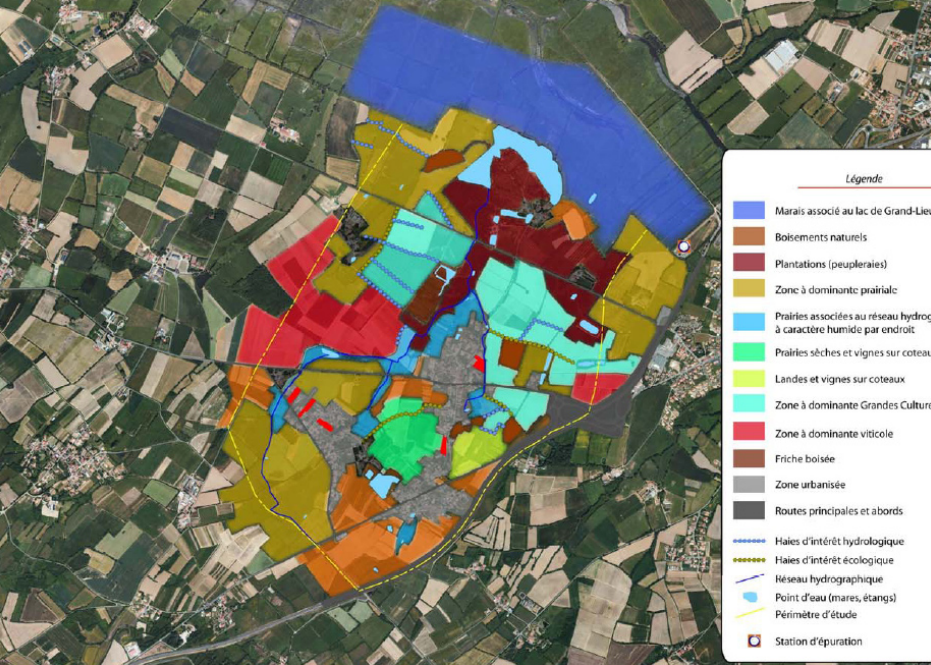 Légende
Marais associé au lac de Grand-Lieu
Boisements naturels
Plantations (peupleraies)
Zone à dominante prairiale
Prairies associées au réseau hydrog
à caractère humide par endroit
Prairies sèches et vignes sur coteau
Landes et vignes sur coteaux
Zone à dominante Grandes Culture
Zone à dominante viticole
Friche boisée
Zone urbanisée
Routes principales et abords
Haies d'intérêt hydrologique
Haies d'intérêt écologique
Réseau hydrographique
Point d'eau (mares, étangs)
Périmètre d'étude
Station d'épuration